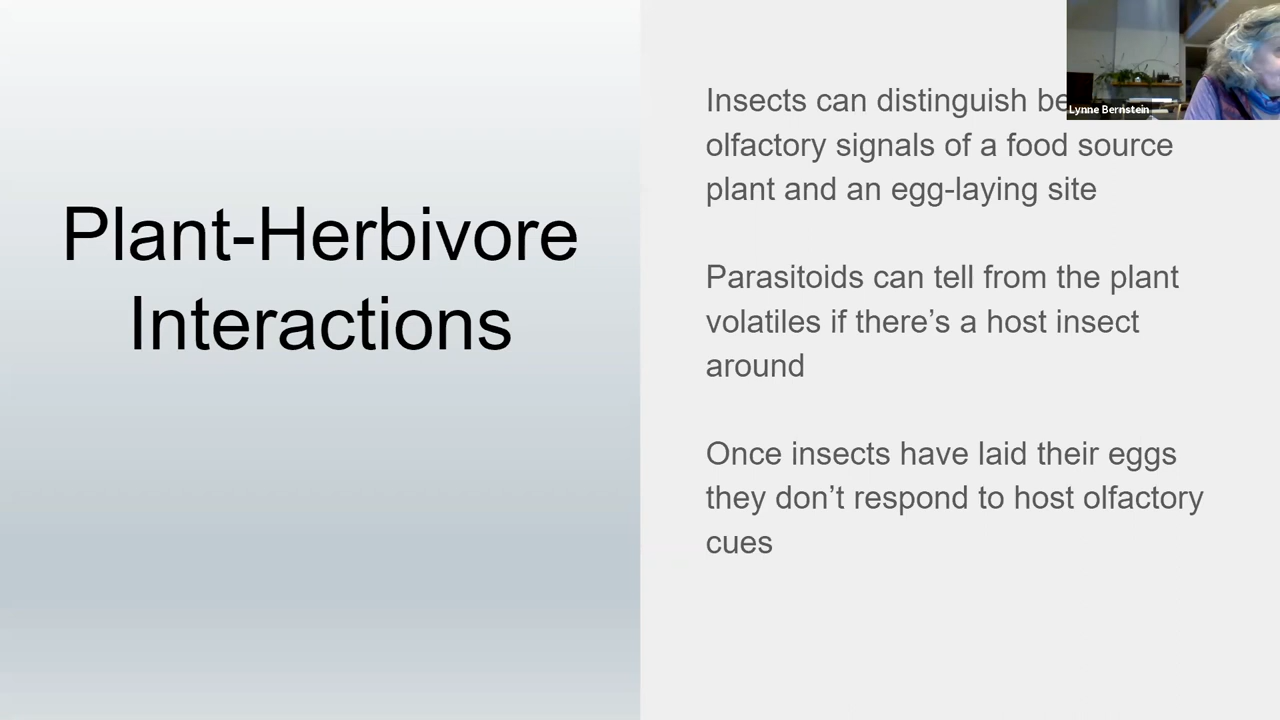 Plant-Herbivore
Interactions
Insects can distinguish
olfactory signals of a food source
plant and an egg-laying site
Parasitoids can tell from the plant
volatiles if there’s a host insect
around
Once insects have laid their eggs
they don’t respond to host olfactory
cues
Lynne Bernstein